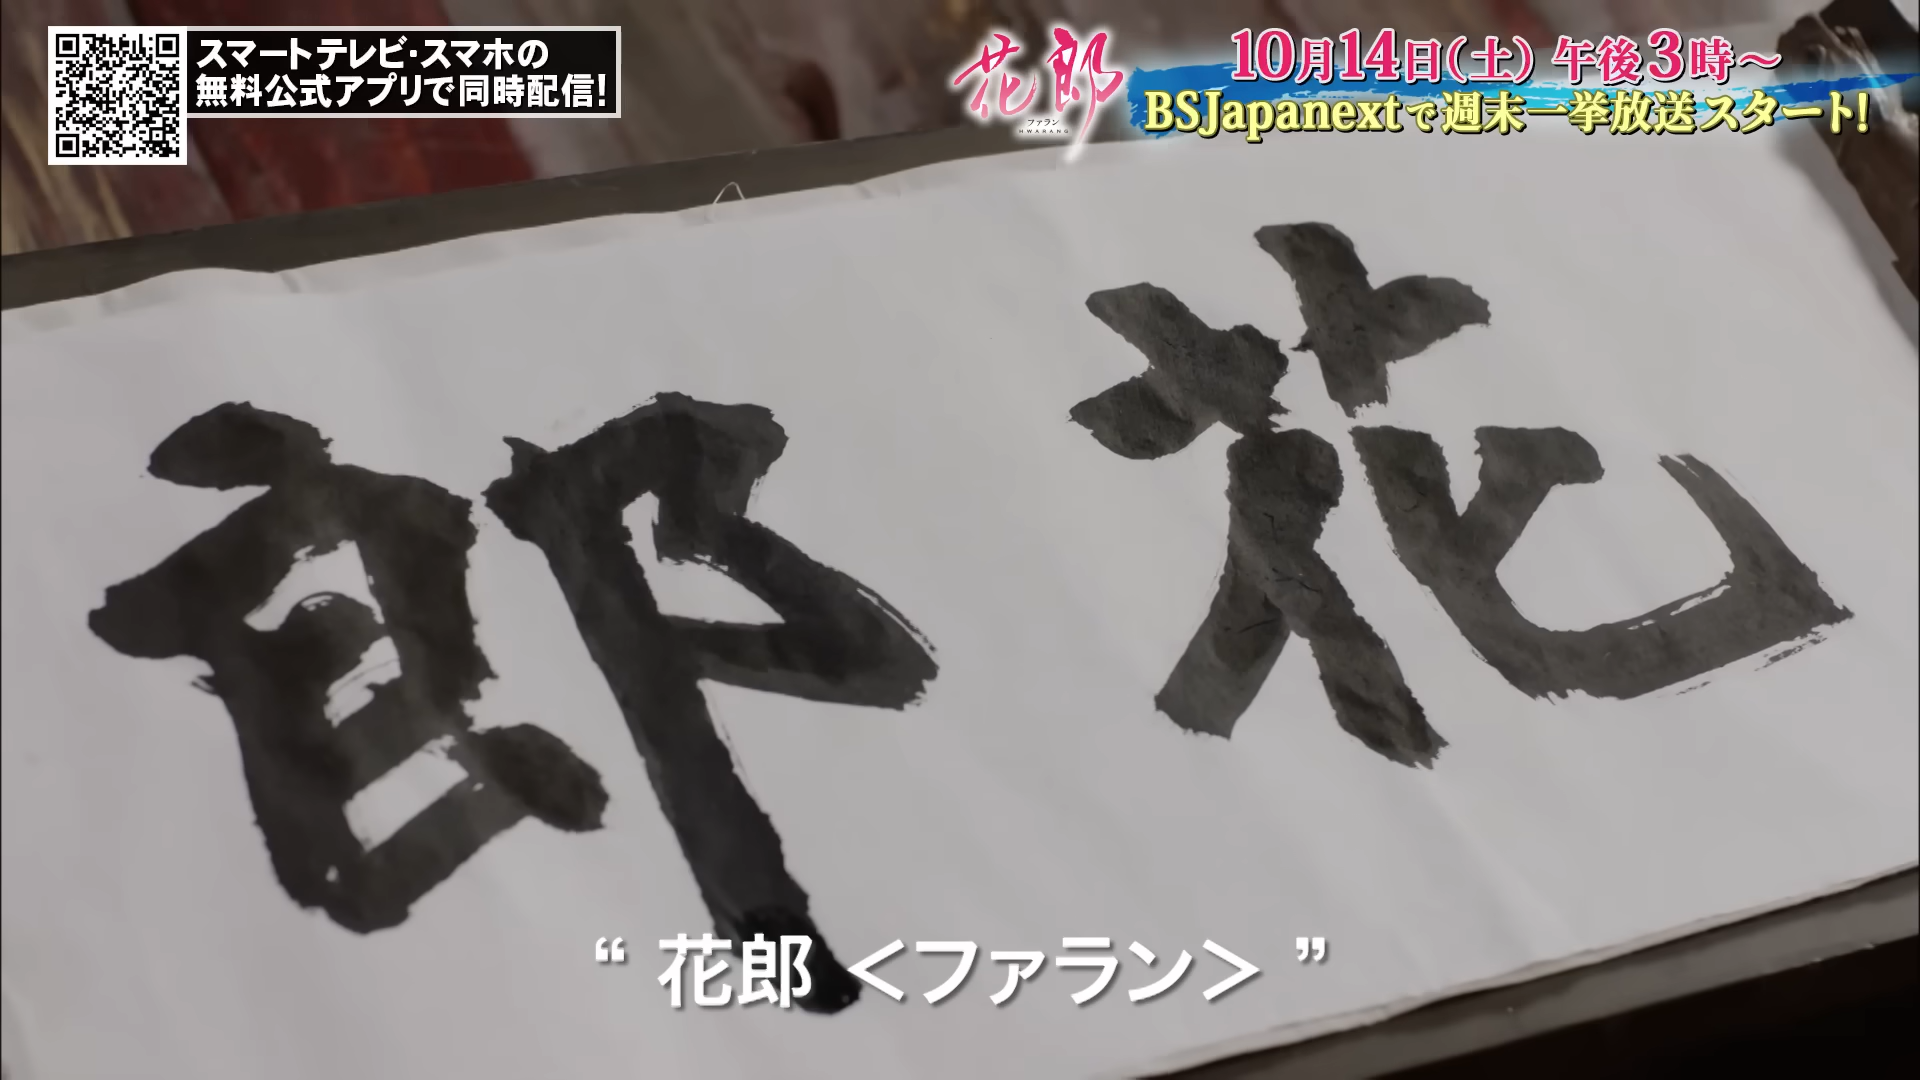 スマートテレビ・スマホの
無料公式アプリで同時配信!
花郎
ファラン
HWARANG
10月14日(土) 午後3時～
BSJapanextで週末一挙放送スタート!
郎花
“ 花郎 <ファラン> ”